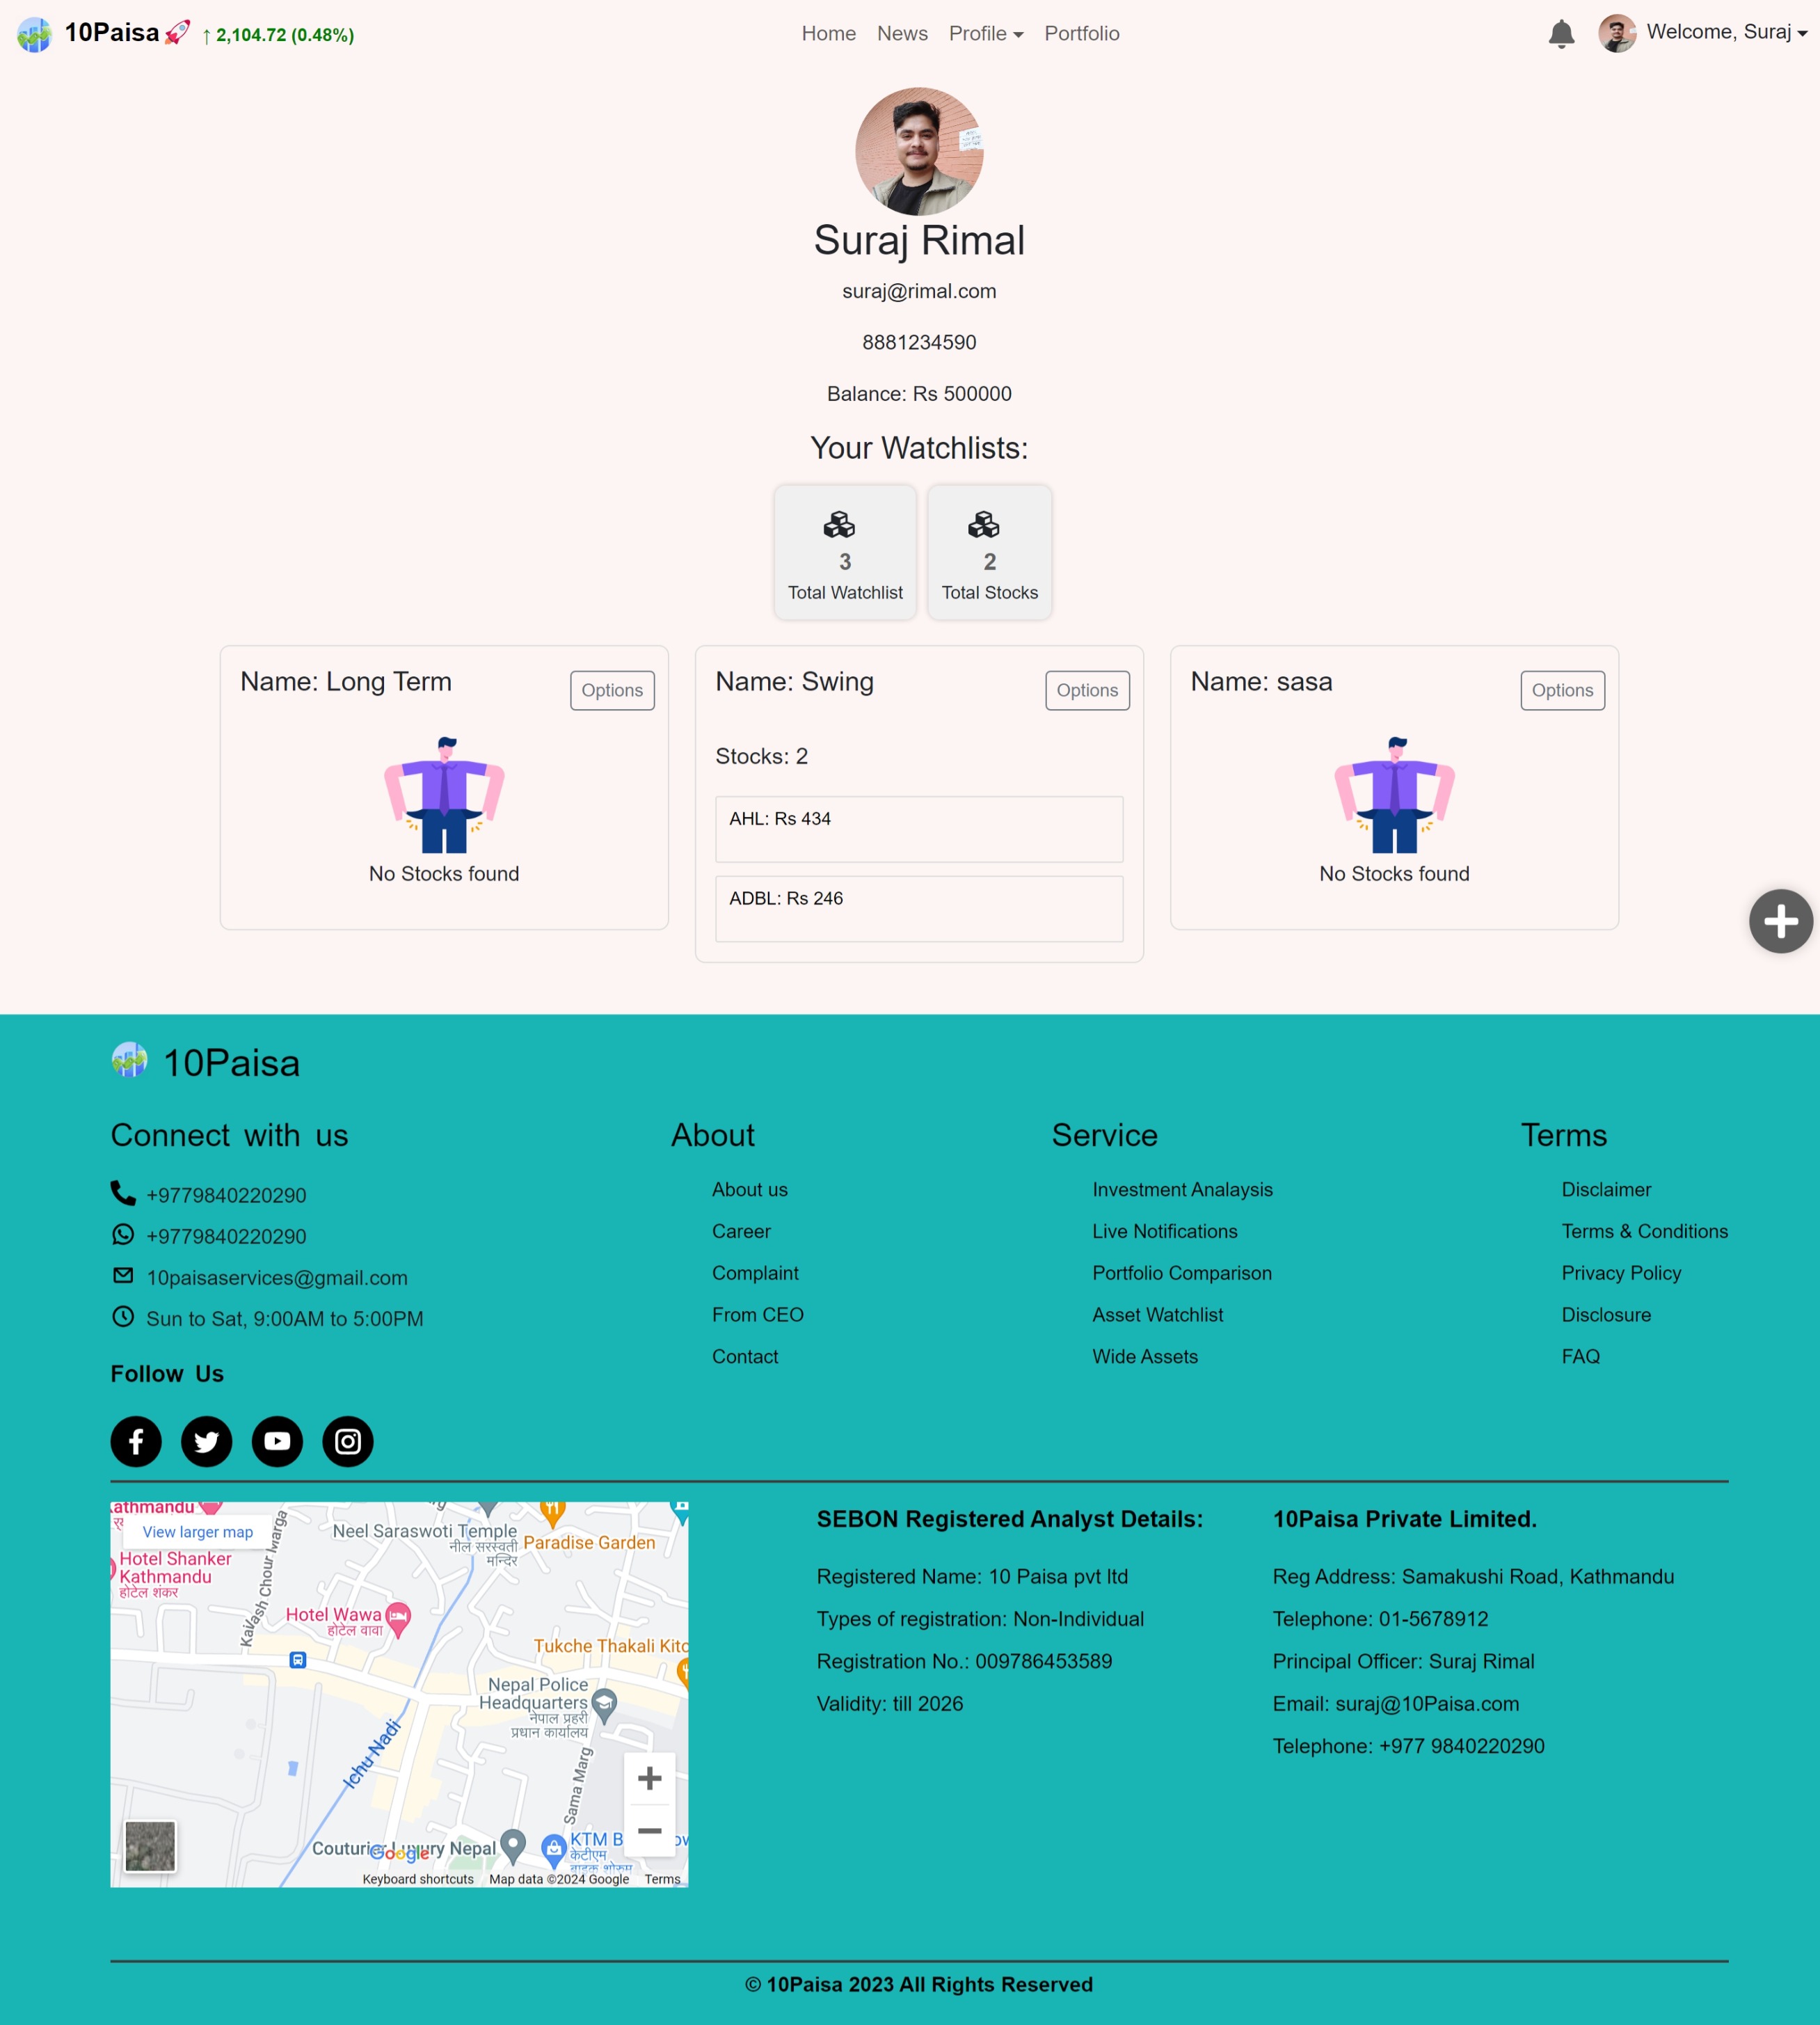 10Paisa🚀 ↑ 2,104.72 (0.48%)
Home News Profile Portfolio
Welcome, Suraj
Suraj Rimal
suraj@rimal.com
8881234590
Balance: Rs 500000
Your Watchlists:
3
Total Watchlist
2
Total Stocks
Name: Long Term
Options
No Stocks found
Name: Swing
Options
Stocks: 2
AHL: Rs 434
ADBL: Rs 246
Name: sasa
Options
No Stocks found
10Paisa
Connect with us
+9779840220290
+9779840220290
10paisaservices@gmail.com
Sun to Sat, 9:00AM to 5:00PM
Follow Us
About
About us
Career
Complaint
From CEO
Contact
Service
Investment Analaysis
Live Notifications
Portfolio Comparison
Asset Watchlist
Wide Assets
Terms
Disclaimer
Terms & Conditions
Privacy Policy
Disclosure
FAQ
athmandu
View larger map
Kailash Chour Marga
Neel Saraswoti Temple
नील सरस्वती
मन्दिर
Paradise Garden
Hotel Shanker
Kathmandu
होटेल शंकर
Hotel Wawa
होटेल वावा
Tukche Thakali Kitc
Nepal Police
Headquarters
नेपाल प्रहरी
प्रधान कार्यालय
Ichu Nadi
Sama Marg
Couturier Luxury Nepal
Google
KTM B
केटीएम
Keyboard shortcuts Map data ©2024 Google Terms
SEBON Registered Analyst Details:
Registered Name: 10 Paisa pvt ltd
Types of registration: Non-Individual
Registration No.: 009786453589
Validity: till 2026
10Paisa Private Limited.
Reg Address: Samakushi Road, Kathmandu
Telephone: 01-5678912
Principal Officer: Suraj Rimal
Email: suraj@10Paisa.com
Telephone: +977 9840220290
© 10Paisa 2023 All Rights Reserved